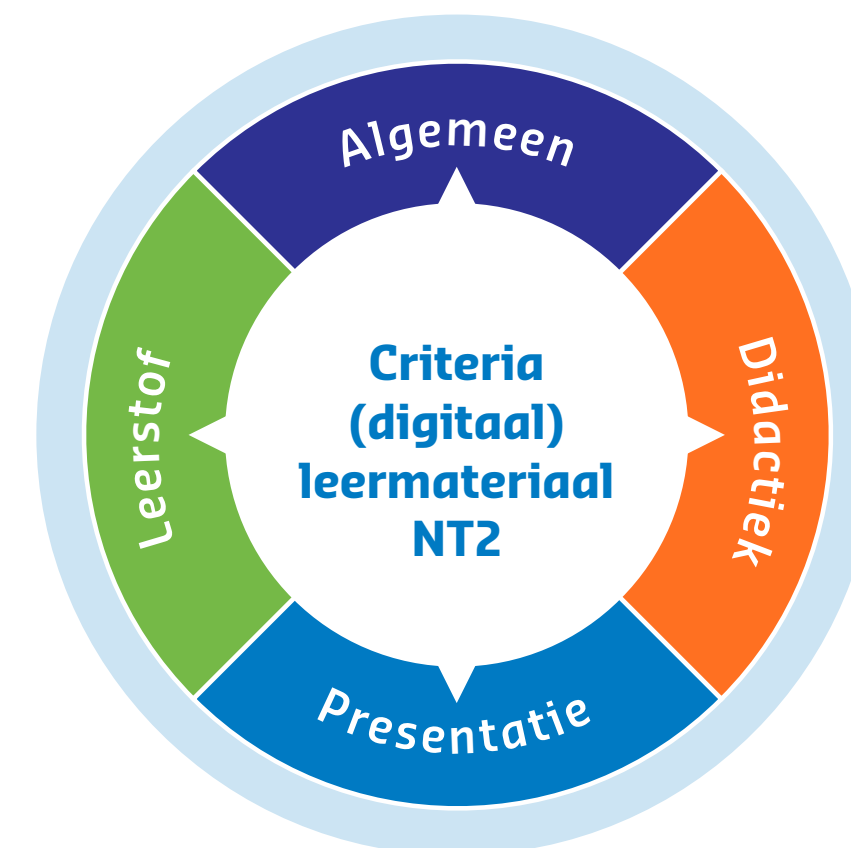 Algemeen
Didactiek
Presentatie
Leerstof
Criteria
(digitaal)
leermateriaal
NT2